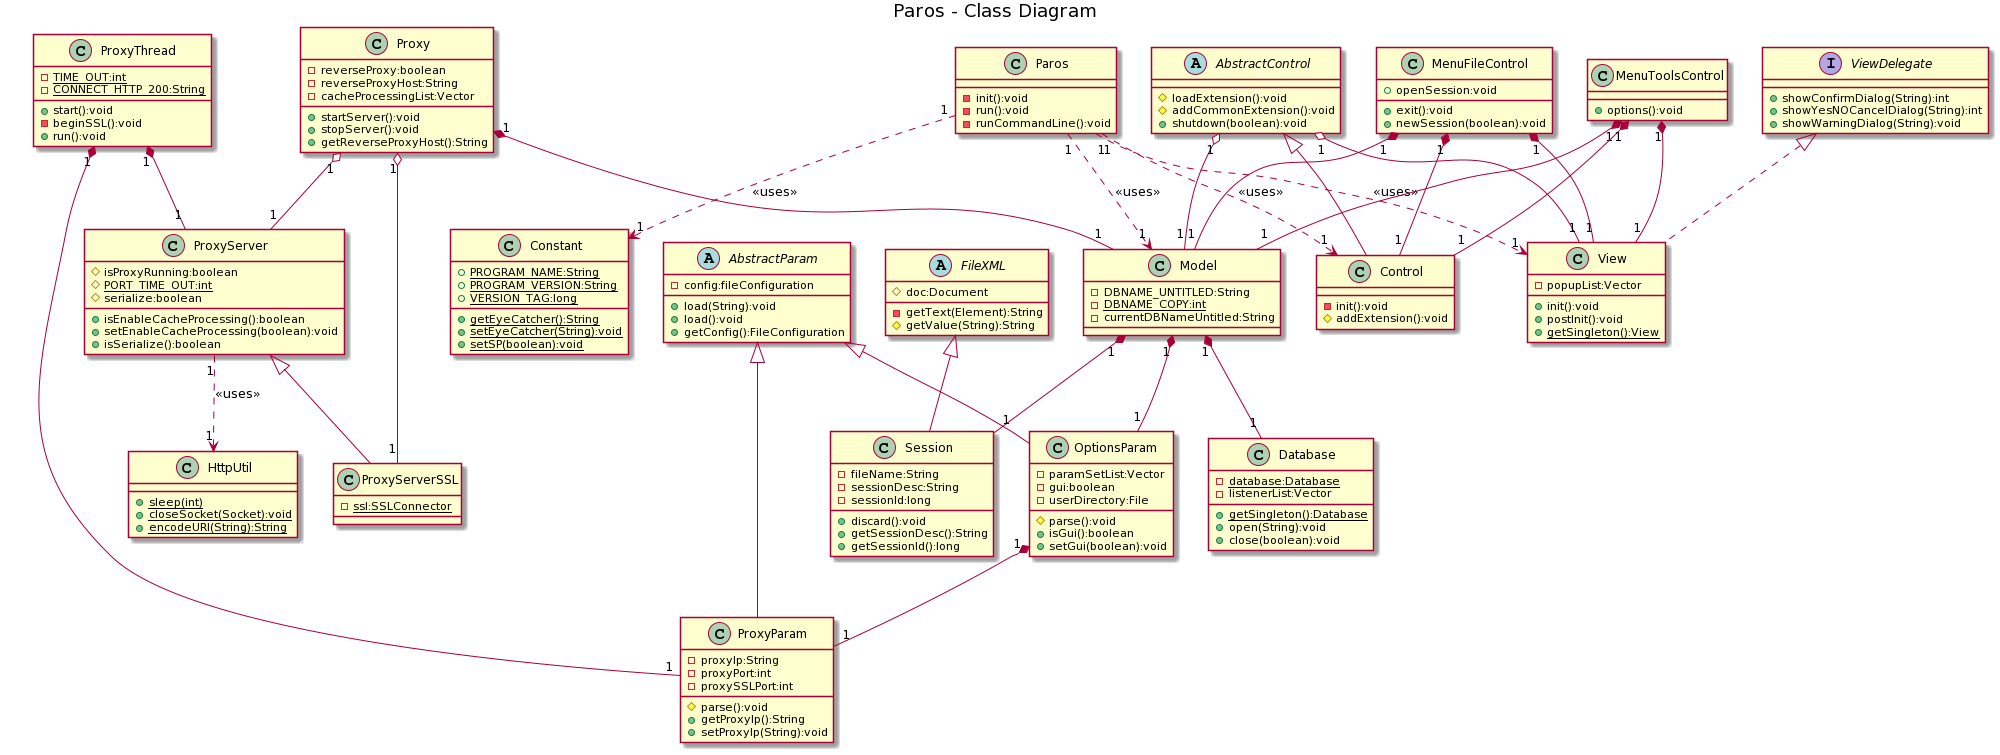 Paros - Class Diagram
C ProxyThread
TIME_OUT:int
CONNECT_HTTP_200:String
start():void
beginSSL():void
run():void
C Proxy
reverseProxy:boolean
reverseProxyHost:String
cacheProcessingList:Vector
startServer():void
stopServer():void
getReverseProxyHost():String
C Paros
init():void
run():void
runCommandLine():void
A AbstractControl
loadExtension():void
addCommonExtension():void
shutdown(boolean):void
C MenuFileControl
openSession:void
exit():void
newSession(boolean):void
C MenuToolsControl
options():void
I ViewDelegate
showConfirmDialog(String):int
showYesNOCancelDialog(String):int
showWarningDialog(String):void
1 1 1 1 1 1 1 1 1 1 1 1 1 1 1 1 1 1
«uses» «uses» «uses» «uses»
1 1 1 1 1 1 1 1 1 1 1 1 1 1 1 1
C ProxyServer
isProxyRunning:boolean
PORT_TIME_OUT:int
serialize:boolean
isEnableCacheProcessing():boolean
setEnableCacheProcessing(boolean):void
isSerialize():boolean
C Constant
PROGRAM_NAME:String
PROGRAM_VERSION:String
VERSION_TAG:long
getEyeCatcher():String
setEyeCatcher(String):void
setSP(boolean):void
A AbstractParam
config:fileConfiguration
load(String):void
load():void
getConfig():FileConfiguration
A FileXML
doc:Document
getText(Element):String
getValue(String):String
C Model
DBNAME_UNTITLED:String
DBNAME_COPY:int
currentDBNameUntitled:String
C Control
init():void
addExtension():void
C View
popupList:Vector
init():void
postInit():void
getSingleton():View
1 1 1 1
«uses»
1 1 1 1 1
C HttpUtil
sleep(int)
closeSocket(Socket):void
encodeURI(String):String
C ProxyServerSSL
ssl:SSLConnector
C Session
fileName:String
sessionDesc:String
sessionId:long
discard():void
getSessionDesc():String
getSessionId():long
C OptionsParam
paramSetList:Vector
gui:boolean
userDirectory:File
parse():void
isGui():boolean
setGui(boolean):void
C Database
database:Database
listenerList:Vector
getSingleton():Database
open(String):void
close(boolean):void
1
1 1
C ProxyParam
proxyIp:String
proxyPort:int
proxySSLPort:int
parse():void
getProxyIp():String
setProxyIp(String):void